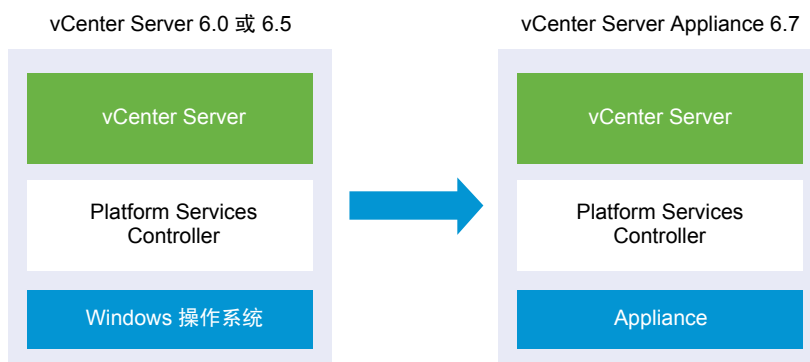 vCenter Server 6.0 或 6.5
vCenter Server
Platform Services
Controller
Windows 操作系统
vCenter Server Appliance 6.7
vCenter Server
Platform Services
Controller
Appliance